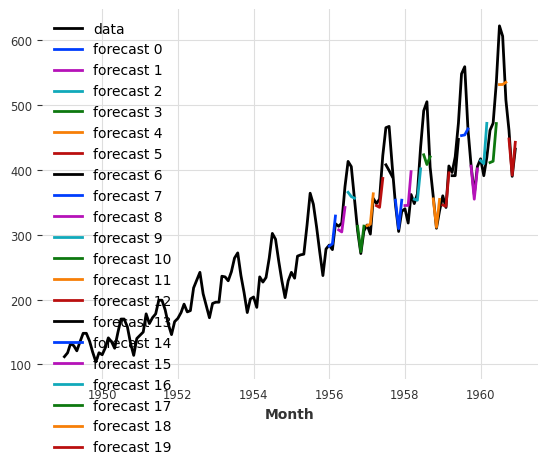 600
500
400
300
200
100
data
forecast 0
forecast 1
forecast 2
forecast 3
forecast 4
forecast 5
forecast 6
forecast 7
forecast 8
forecast 9
forecast 10
forecast 11
forecast 12
forecast 13
forecast 14
forecast 15
forecast 16
forecast 17
forecast 18
forecast 19
1950 1952 1954 1956 1958 1960
Month